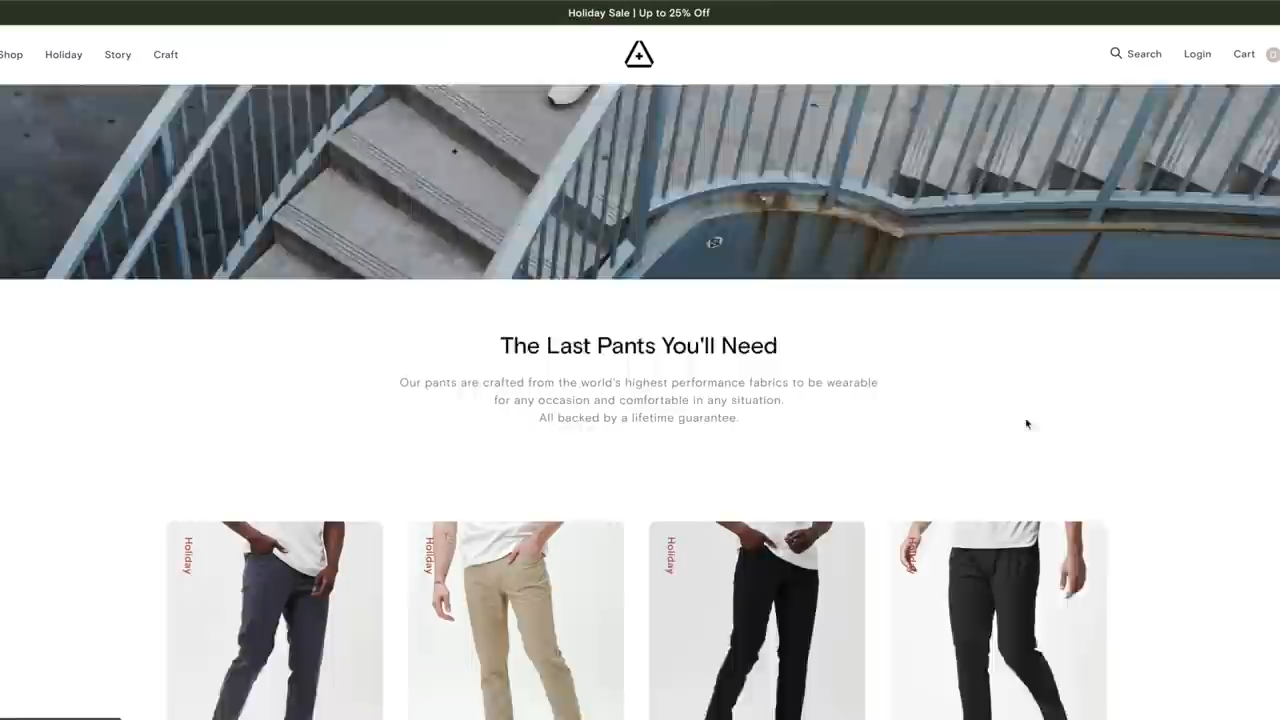 Holiday Sale | Up to 25% Off
Shop Holiday Story Craft
Search Login Cart 0
The Last Pants You'll Need
Our pants are crafted from the world's highest performance fabrics to be wearable
for any occasion and comfortable in any situation.
All backed by a lifetime guarantee.
Holiday
Holiday
Holiday
Holiday